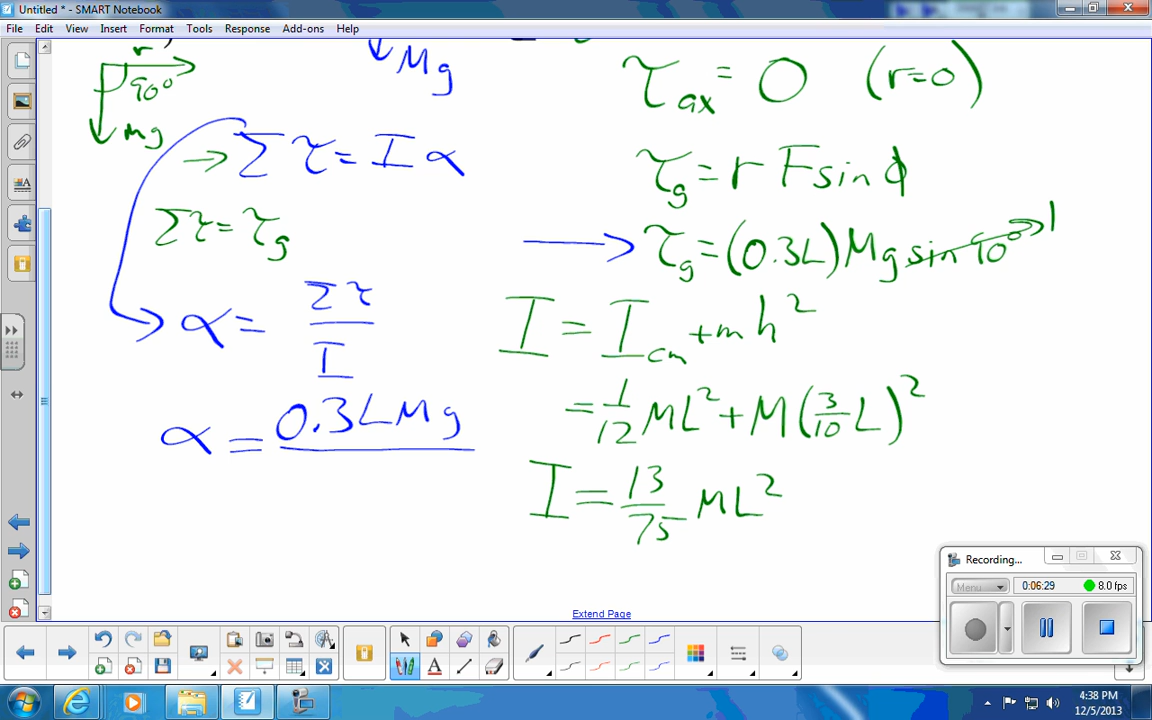 Untitled * - SMART Notebook
File Edit View Insert Format Tools Response Add-ons Help
r
90°
Mg
Mg
τax = 0 (r=0)
→ Στ = Iα
τg = r F sin ϕ
Στ = τg
→ τg = (0.3L) Mg sin 90° 1
α = Στ / I
I = Icm + mh²
α = 0.3LMg
= 1/12 ML² + M(3/10 L)²
I = 13/75 ML²
Extend Page
Recording...
Menu
0:06:29
8.0 fps
4:38 PM
12/5/2013